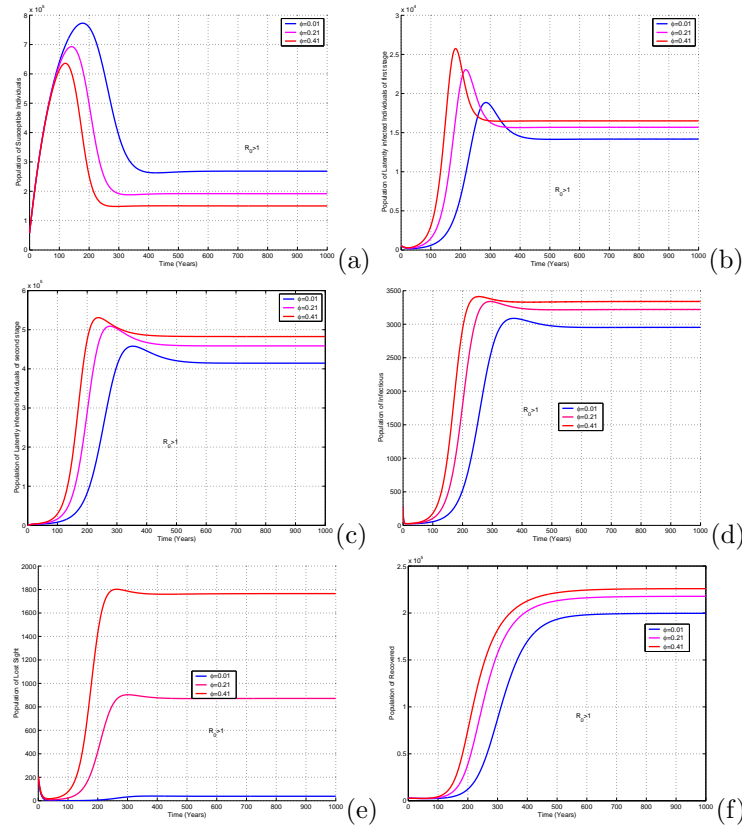 x 10^5
Population of Susceptible Individuals
8
7
6
5
4
3
2
1
0
0 100 200 300 400 500 600 700 800 900 1000
Time (Years)
φ=0.01
φ=0.21
φ=0.41
R_0>1
(a)
x 10^4
Population of Latently infected Individuals of first stage
3
2.5
2
1.5
1
0.5
0
0 100 200 300 400 500 600 700 800 900 1000
Time (Years)
φ=0.01
φ=0.21
φ=0.41
R_0>1
(b)
x 10^5
Population of Latently infected Individuals of second stage
6
5
4
3
2
1
0
0 100 200 300 400 500 600 700 800 900 1000
Time (Years)
φ=0.01
φ=0.21
φ=0.41
R_0>1
(c)
Population of Infectious
3500
3000
2500
2000
1500
1000
500
0
0 100 200 300 400 500 600 700 800 900 1000
Time (Years)
φ=0.01
φ=0.21
φ=0.41
R_0>1
(d)
Population of Lost Sight
2000
1800
1600
1400
1200
1000
800
600
400
200
0
0 100 200 300 400 500 600 700 800 900 1000
Time (Years)
φ=0.01
φ=0.21
φ=0.41
R_0>1
(e)
x 10^5
Population of Recovered
2.5
2
1.5
1
0.5
0
0 100 200 300 400 500 600 700 800 900 1000
Time (Years)
φ=0.01
φ=0.21
φ=0.41
R_0>1
(f)